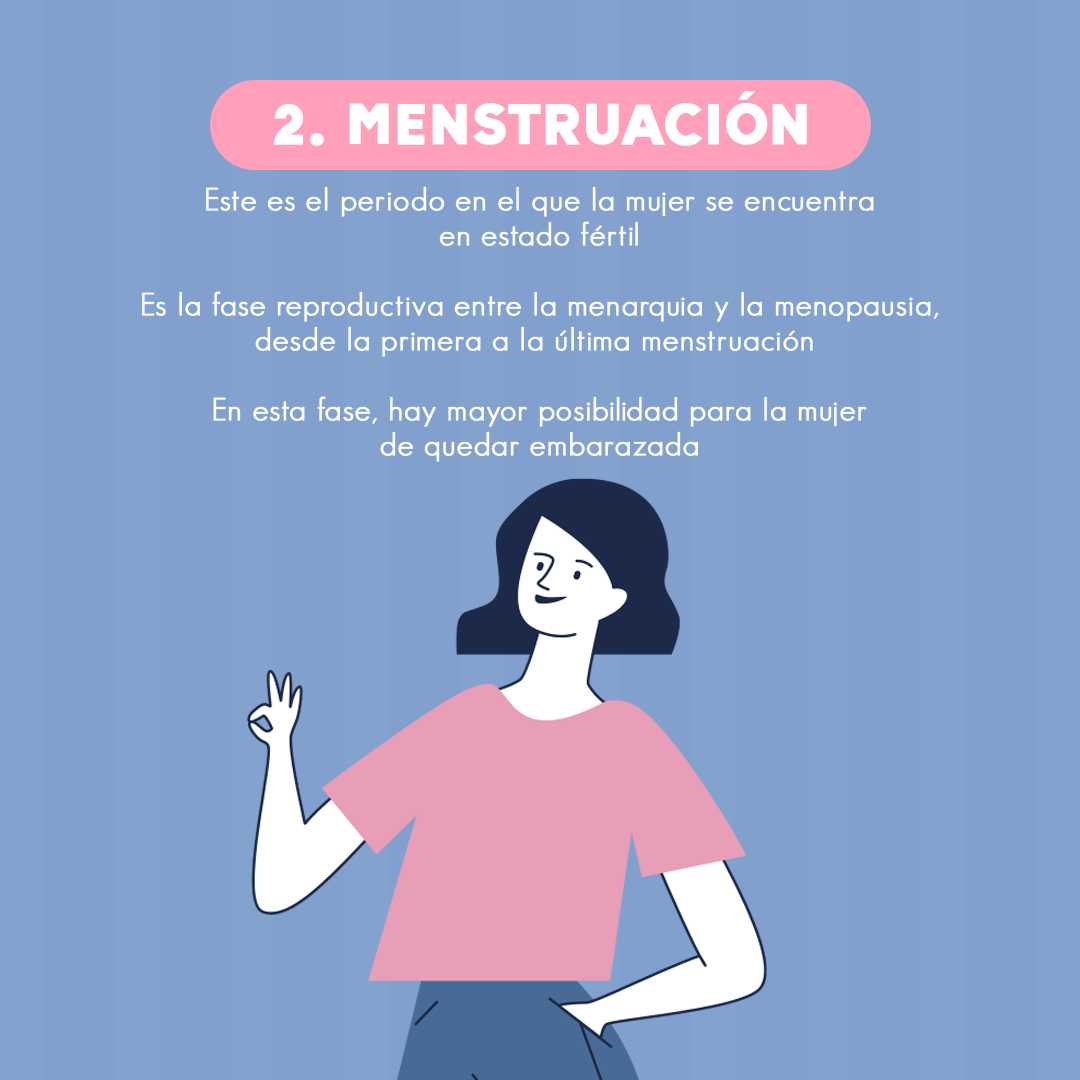 2. MENSTRUACIÓN
Este es el periodo en el que la mujer se encuentra
en estado fértil
Es la fase reproductiva entre la menarquia y la menopausia,
desde la primera a la última menstruación
En esta fase, hay mayor posibilidad para la mujer
de quedar embarazada